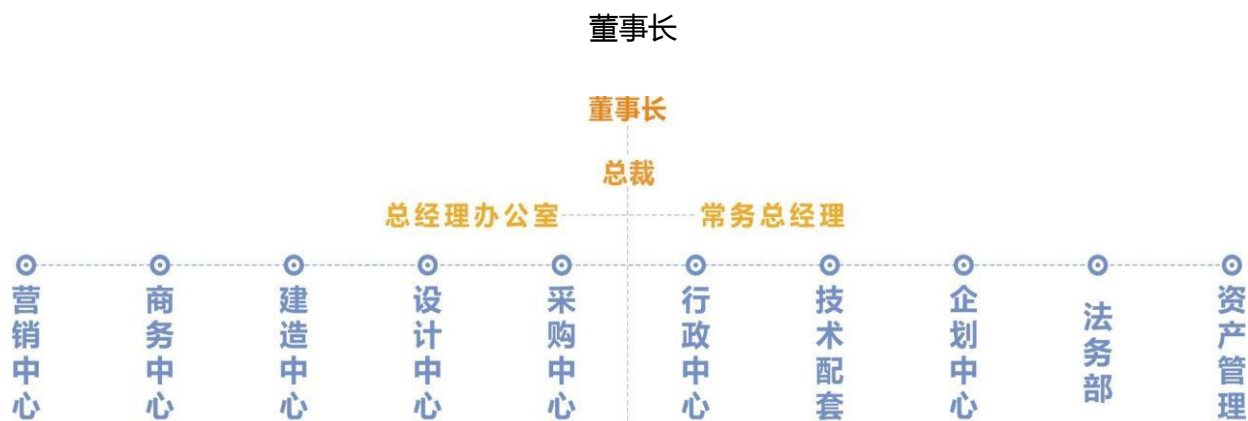 董事长
董事长
总裁
总经理办公室
常务总经理
营销中心
商务中心
建造中心
设计中心
采购中心
行政中心
技术配套
企划中心
法务部
资产管理